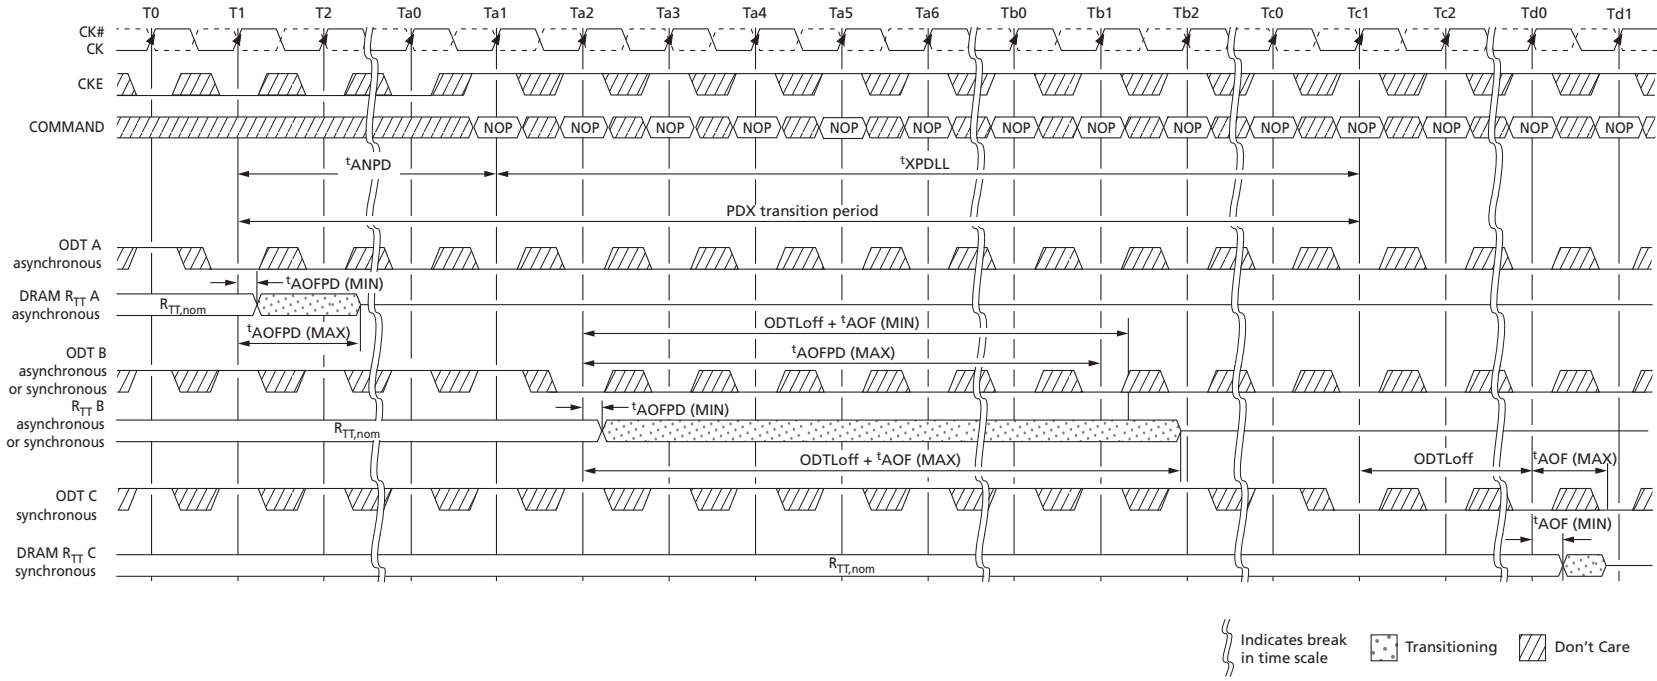 T0 T1 T2 Ta0 Ta1 Ta2 Ta3 Ta4 Ta5 Ta6 Tb0 Tb1 Tb2 Tc0 Tc1 Tc2 Td0 Td1
CK#
CK
CKE
COMMAND NOP NOP NOP NOP NOP NOP NOP NOP NOP NOP NOP NOP NOP NOP
tANPD tXPDLL
PDX transition period
ODT A
asynchronous
tAOFPD (MIN)
DRAM RTT A
asynchronous
RTT,nom
tAOFPD (MAX)
ODTLoff + tAOF (MIN)
tAOFPD (MAX)
ODT B
asynchronous
or synchronous
RTT B
asynchronous
or synchronous
tAOFPD (MIN)
RTT,nom
ODTLoff + tAOF (MAX)
ODTLoff tAOF (MAX)
ODT C
synchronous
tAOF (MIN)
DRAM RTT C
synchronous
RTT,nom
Indicates break
in time scale
Transitioning
Don't Care